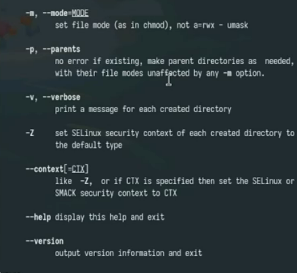 -m, --mode=MODE
set file mode (as in chmod), not a=rwx - umask
-p, --parents
no error if existing, make parent directories as needed,
with their file modes unaffected by any -m option.
-v, --verbose
print a message for each created directory
-Z set SELinux security context of each created directory to
the default type
--context[=CTX]
like -Z, or if CTX is specified then set the SELinux or
SMACK security context to CTX
--help display this help and exit
--version
output version information and exit